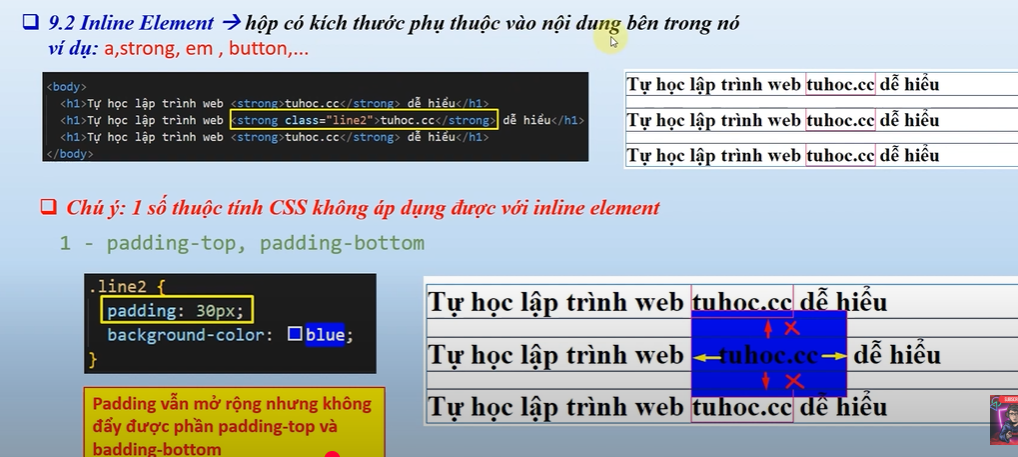 9.2 Inline Element → hộp có kích thước phụ thuộc vào nội dung bên trong nó
ví dụ: a,strong, em , button,...
<body>
<h1>Tự học lập trình web <strong>tuhoc.cc</strong> dễ hiểu</h1>
<h1>Tự học lập trình web <strong class="line2">tuhoc.cc</strong> dễ hiểu</h1>
<h1>Tự học lập trình web <strong>tuhoc.cc</strong> dễ hiểu</h1>
</body>
Tự học lập trình web tuhoc.cc dễ hiểu
Tự học lập trình web tuhoc.cc dễ hiểu
Tự học lập trình web tuhoc.cc dễ hiểu
Chú ý: 1 số thuộc tính CSS không áp dụng được với inline element
1 - padding-top, padding-bottom
.line2 {
padding: 30px;
background-color: blue;
}
Tự học lập trình web tuhoc.cc dễ hiểu
Tự học lập trình web tuhoc.cc dễ hiểu
Tự học lập trình web tuhoc.cc dễ hiểu
Padding vẫn mở rộng nhưng không
đẩy được phần padding-top và
badding-bottom